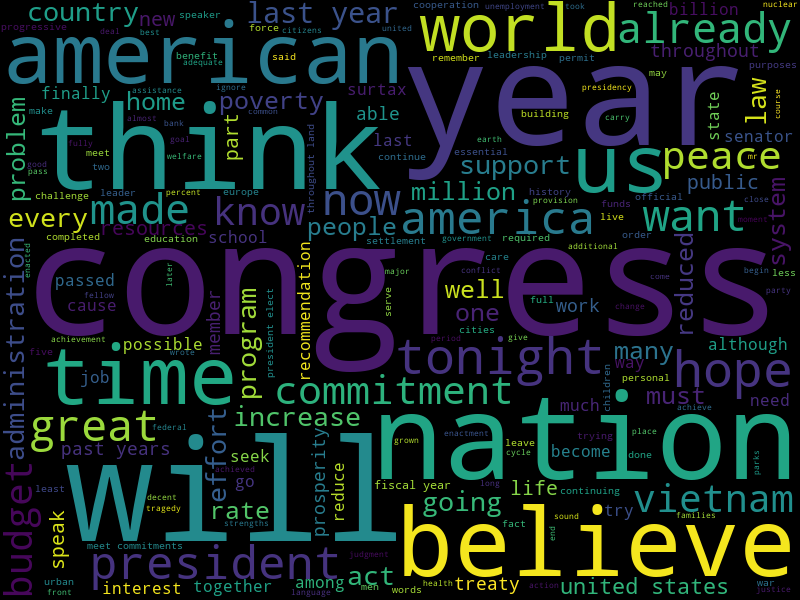 country new speaker last year billion cooperation unemployment took reached nuclear
progressive deal best force citizens united world already
american benefit adequate said remember leadership permit throughout purposes
finally home poverty surtax year may
problem think able presidency law course
make almost bank common part building carry state senator
assistance goal last us peace
fully meet welfare continue earth essential support public mr
good pass two throughout land history official system
challenge leader percent europe million provision funds live close moment
every made know now people america want
resources completed education school settlement government required order additional less
administration enacted passed later care conflict come begin party
congress
cause fellow member recommendation major serve well full work reduced change
achievement five wrote possible program president elect one cities give although
time job period tonight many way personal hope
commitment children much must need achieve
great federal increase grown enactment trying place
past years effort seek prosperity leave cycle become done parks nation
budget least decent tragedy achieved go reduce fiscal year long life continuing
will rate strengths going try vietnam
speak meet commitments judgment fact sound end families believe
urban front president among act health action war justice
interest together language men words treaty united states